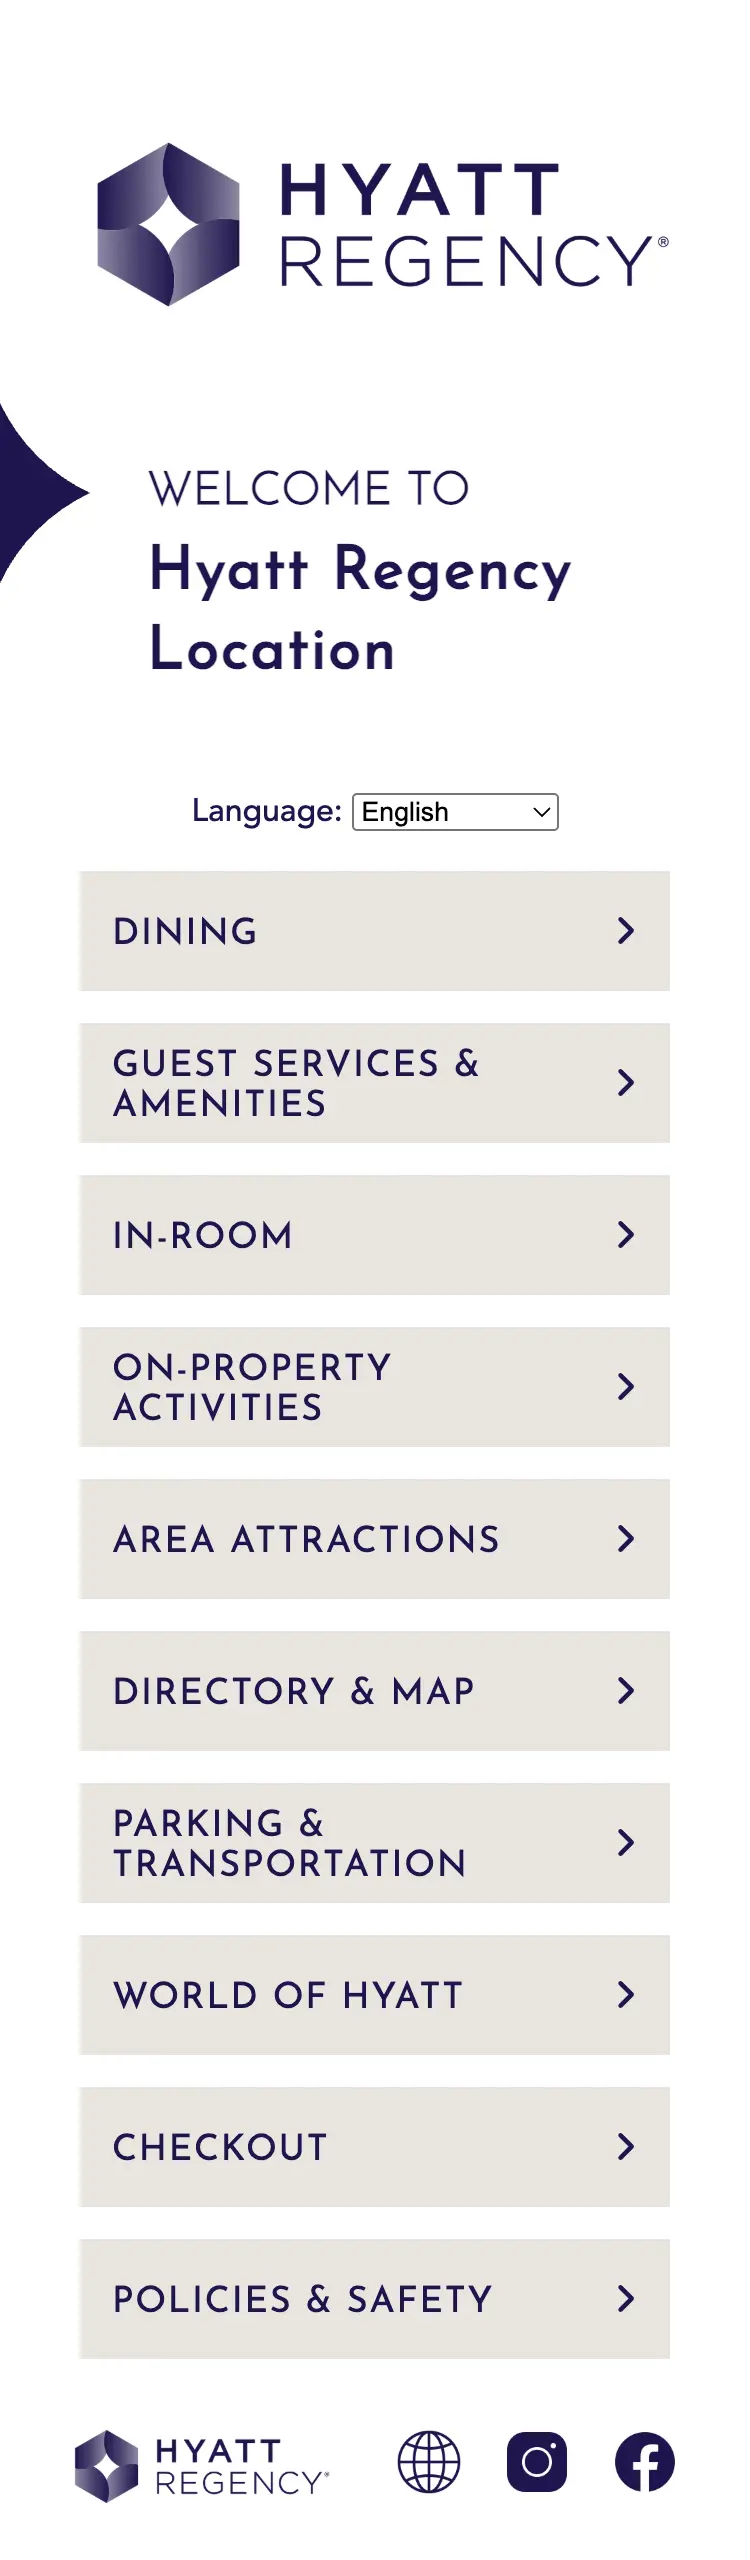 HYATT
REGENCY®
WELCOME TO
Hyatt Regency
Location
Language: English
DINING
GUEST SERVICES &
AMENITIES
IN-ROOM
ON-PROPERTY
ACTIVITIES
AREA ATTRACTIONS
DIRECTORY & MAP
PARKING &
TRANSPORTATION
WORLD OF HYATT
CHECKOUT
POLICIES & SAFETY
HYATT
REGENCY®